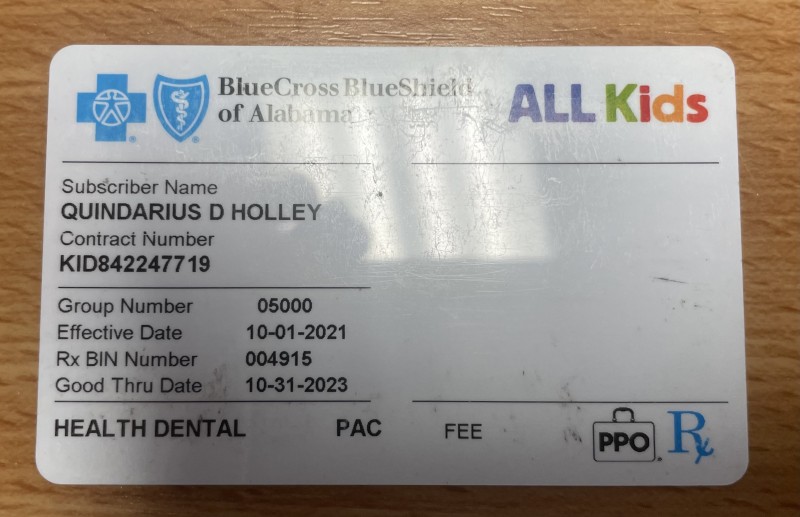 BlueCross BlueShield
of Alabama
ALL Kids
Subscriber Name
QUINDARIUS D HOLLEY
Contract Number
KID842247719
Group Number 05000
Effective Date 10-01-2021
Rx BIN Number 004915
Good Thru Date 10-31-2023
HEALTH DENTAL PAC FEE
PPO
Rx